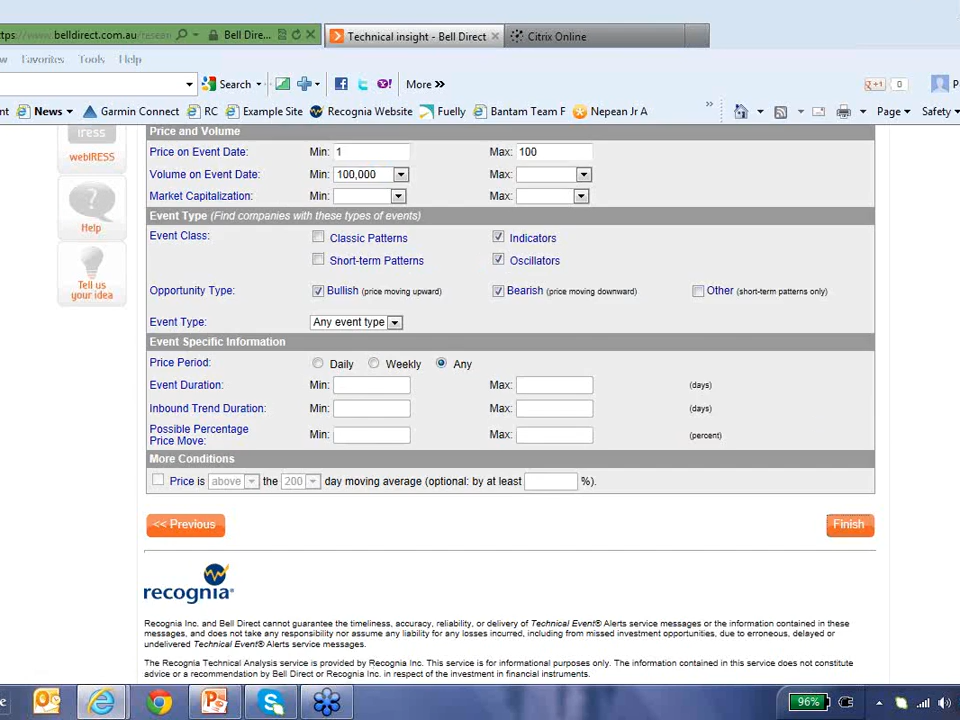 ttps://www.belldirect.com.au/resear
Bell Dire...
Technical insight - Bell Direct
Citrix Online
w Favorites Tools Help
Search
More »
+1 0 P
nt News Garmin Connect RC Example Site Recognia Website Fuelly Bantam Team F Nepean Jr A » Page Safety
iress
webIRESS
Help
Tell us
your idea
Price and Volume
Price on Event Date: Min: 1 Max: 100
Volume on Event Date: Min: 100,000 Max:
Market Capitalization: Min: Max:
Event Type (Find companies with these types of events)
Event Class: Classic Patterns Indicators
Short-term Patterns Oscillators
Opportunity Type: Bullish (price moving upward) Bearish (price moving downward) Other (short-term patterns only)
Event Type: Any event type
Event Specific Information
Price Period: Daily Weekly Any
Event Duration: Min: Max: (days)
Inbound Trend Duration: Min: Max: (days)
Possible Percentage
Price Move: Min: Max: (percent)
More Conditions
Price is above the 200 day moving average (optional: by at least %).
<< Previous
Finish
recognia®
Recognia Inc. and Bell Direct cannot guarantee the timeliness, accuracy, reliability, or delivery of Technical Event® Alerts service messages or the information contained in these
messages, and does not take any responsibility nor assume any liability for any losses incurred, including from missed investment opportunities, due to erroneous, delayed or
undelivered Technical Event® Alerts service messages.
The Recognia Technical Analysis service is provided by Recognia Inc. This service is for informational purposes only. The information contained in this service does not constitute
advice or a recommendation by Bell Direct or Recognia Inc. in respect of the investment in financial instruments.
96%